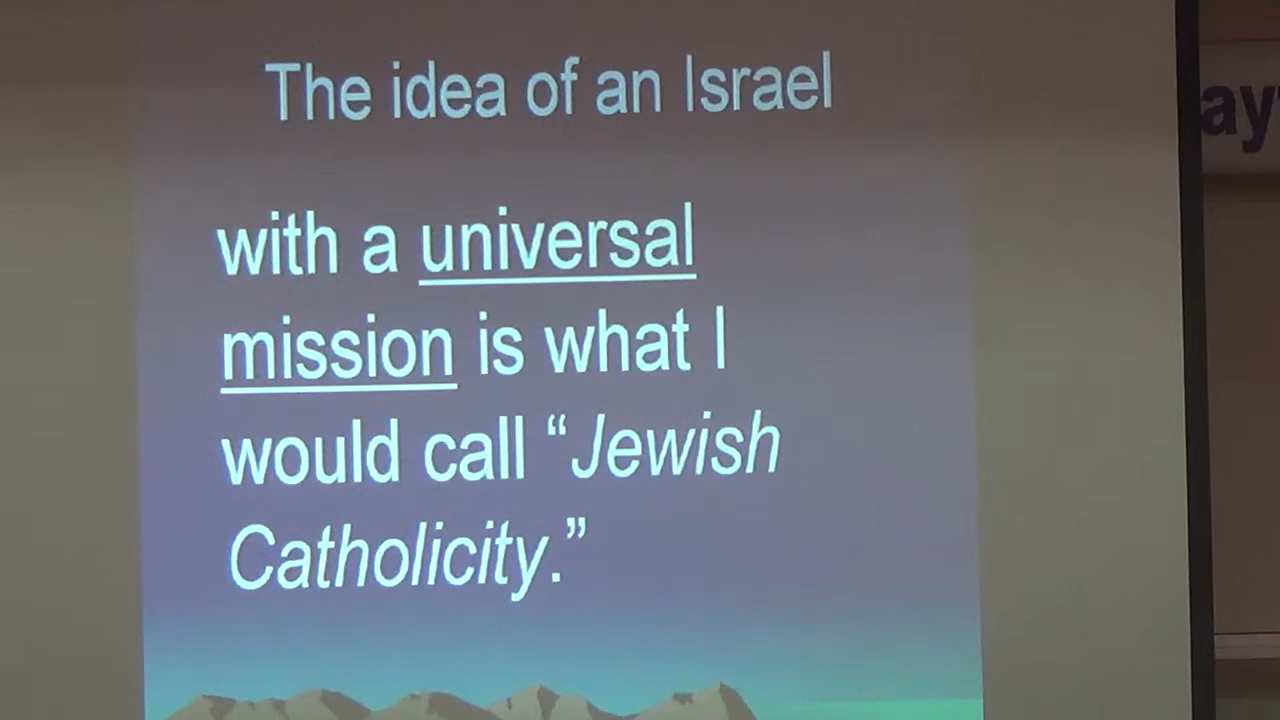 The idea of an Israel
with a universal
mission is what I
would call “Jewish
Catholicity.”